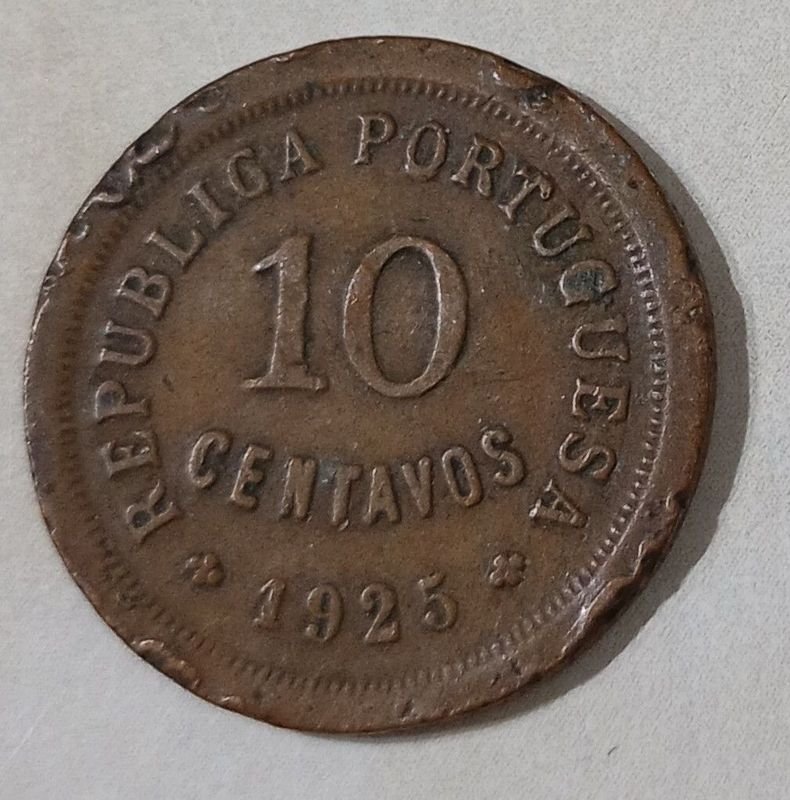 REPUBLICA PORTUGUESA
10
CENTAVOS
1925